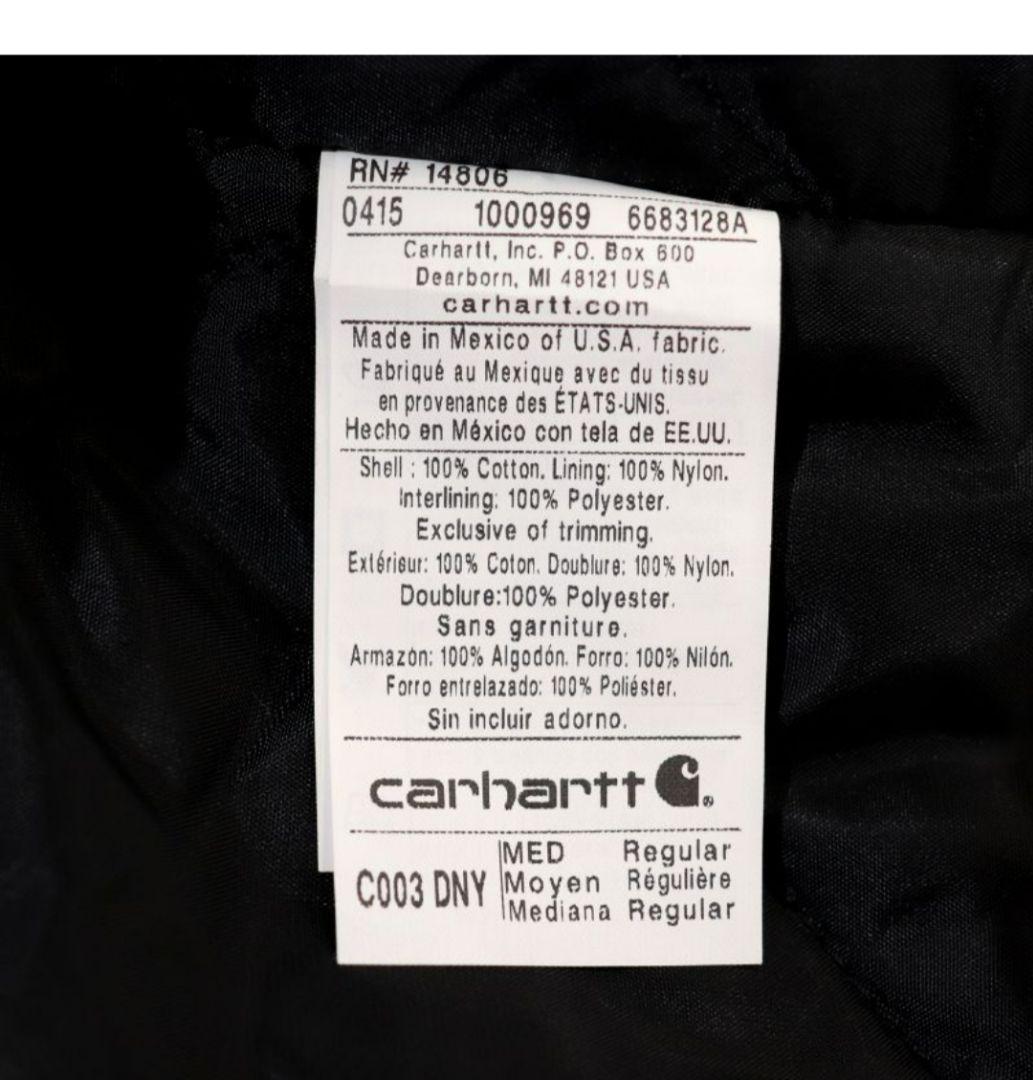 RN# 14806
0415 1000969 6683128A
Carhartt, Inc. P.O. Box 600
Dearborn, MI 48121 USA
carhartt.com
Made in Mexico of U.S.A. fabric.
Fabriqué au Mexique avec du tissu
en provenance des ÉTATS-UNIS.
Hecho en México con tela de EE.UU.
Shell : 100% Cotton. Lining: 100% Nylon.
Interlining: 100% Polyester.
Exclusive of trimming.
Extérieur: 100% Coton. Doublure: 100% Nylon.
Doublure:100% Polyester.
Sans garniture.
Armazón: 100% Algodón. Forro: 100% Nilón.
Forro entrelazado: 100% Poliéster.
Sin incluir adorno.
carhartt ®
C003 DNY
MED Regular
Moyen Régulière
Mediana Regular